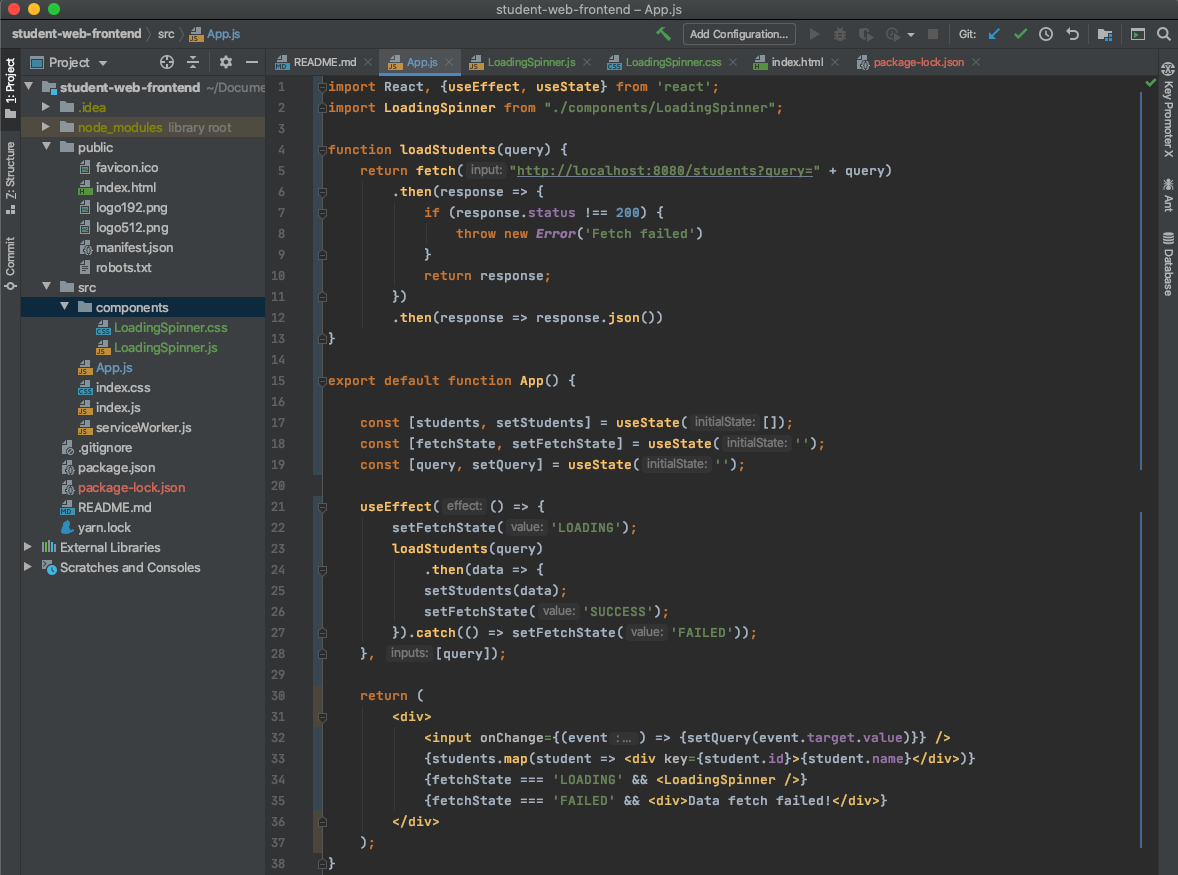 student-web-frontend – App.js
student-web-frontend
src
App.js
Add Configuration...
Git:
1: Project
Z: Structure
Commit
Project
student-web-frontend ~/Docume
.idea
node_modules library root
public
favicon.ico
index.html
logo192.png
logo512.png
manifest.json
robots.txt
src
components
LoadingSpinner.css
LoadingSpinner.js
App.js
index.css
index.js
serviceWorker.js
.gitignore
package.json
package-lock.json
README.md
yarn.lock
External Libraries
Scratches and Consoles
README.md
App.js
LoadingSpinner.js
LoadingSpinner.css
index.html
package-lock.json
1 import React, {useEffect, useState} from 'react';
2 import LoadingSpinner from "./components/LoadingSpinner";
3
4 function loadStudents(query) {
5 return fetch( input: "http://localhost:8080/students?query=" + query)
6 .then(response => {
7 if (response.status !== 200) {
8 throw new Error('Fetch failed')
9 }
10 return response;
11 })
12 .then(response => response.json())
13 }
14
15 export default function App() {
16
17 const [students, setStudents] = useState( initialState: []);
18 const [fetchState, setFetchState] = useState( initialState: '');
19 const [query, setQuery] = useState( initialState: '');
20
21 useEffect( effect: () => {
22 setFetchState( value: 'LOADING');
23 loadStudents(query)
24 .then(data => {
25 setStudents(data);
26 setFetchState( value: 'SUCCESS');
27 }).catch(() => setFetchState( value: 'FAILED'));
28 }, inputs: [query]);
29
30 return (
31 <div>
32 <input onChange={(event :… ) => {setQuery(event.target.value)}} />
33 {students.map(student => <div key={student.id}>{student.name}</div>)}
34 {fetchState === 'LOADING' && <LoadingSpinner />}
35 {fetchState === 'FAILED' && <div>Data fetch failed!</div>}
36 </div>
37 );
38 }
Key Promoter X
Ant
Database